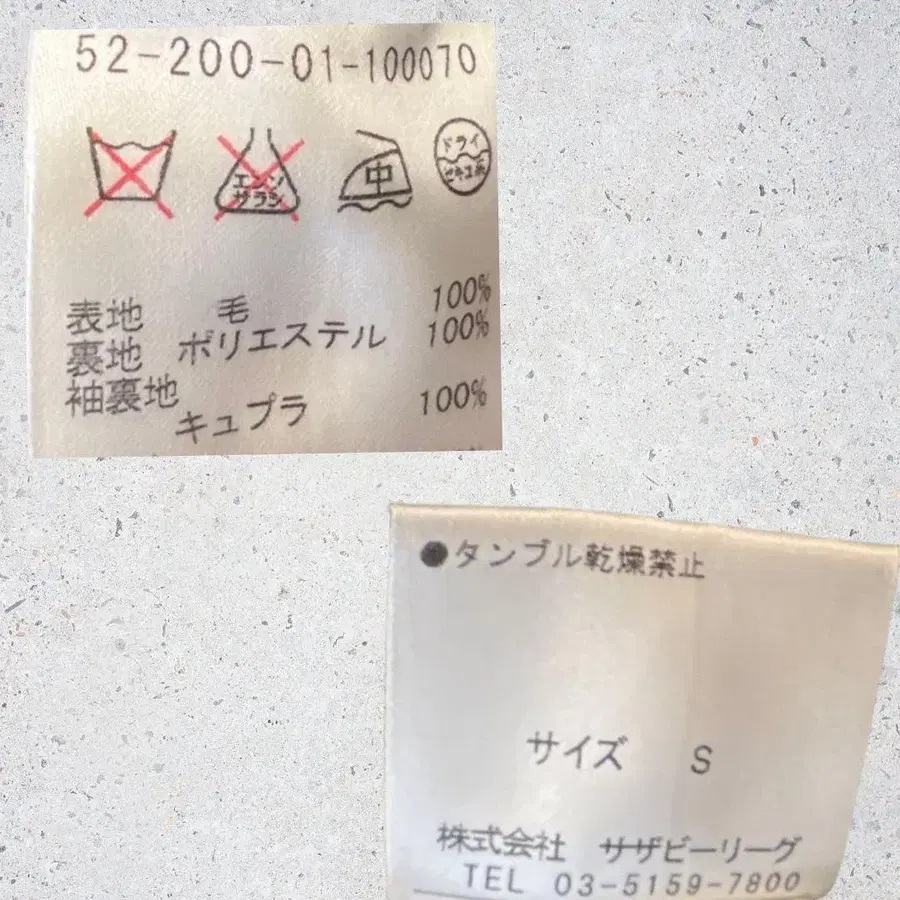 52-200-01-100070
エンソ
サラシ
中
ドライ
セキユ系
表地 毛 100%
裏地 ポリエステル 100%
袖裏地
キュプラ 100%
●タンブル乾燥禁止
サイズ S
株式会社 サザビーリーグ
TEL 03-5159-7800